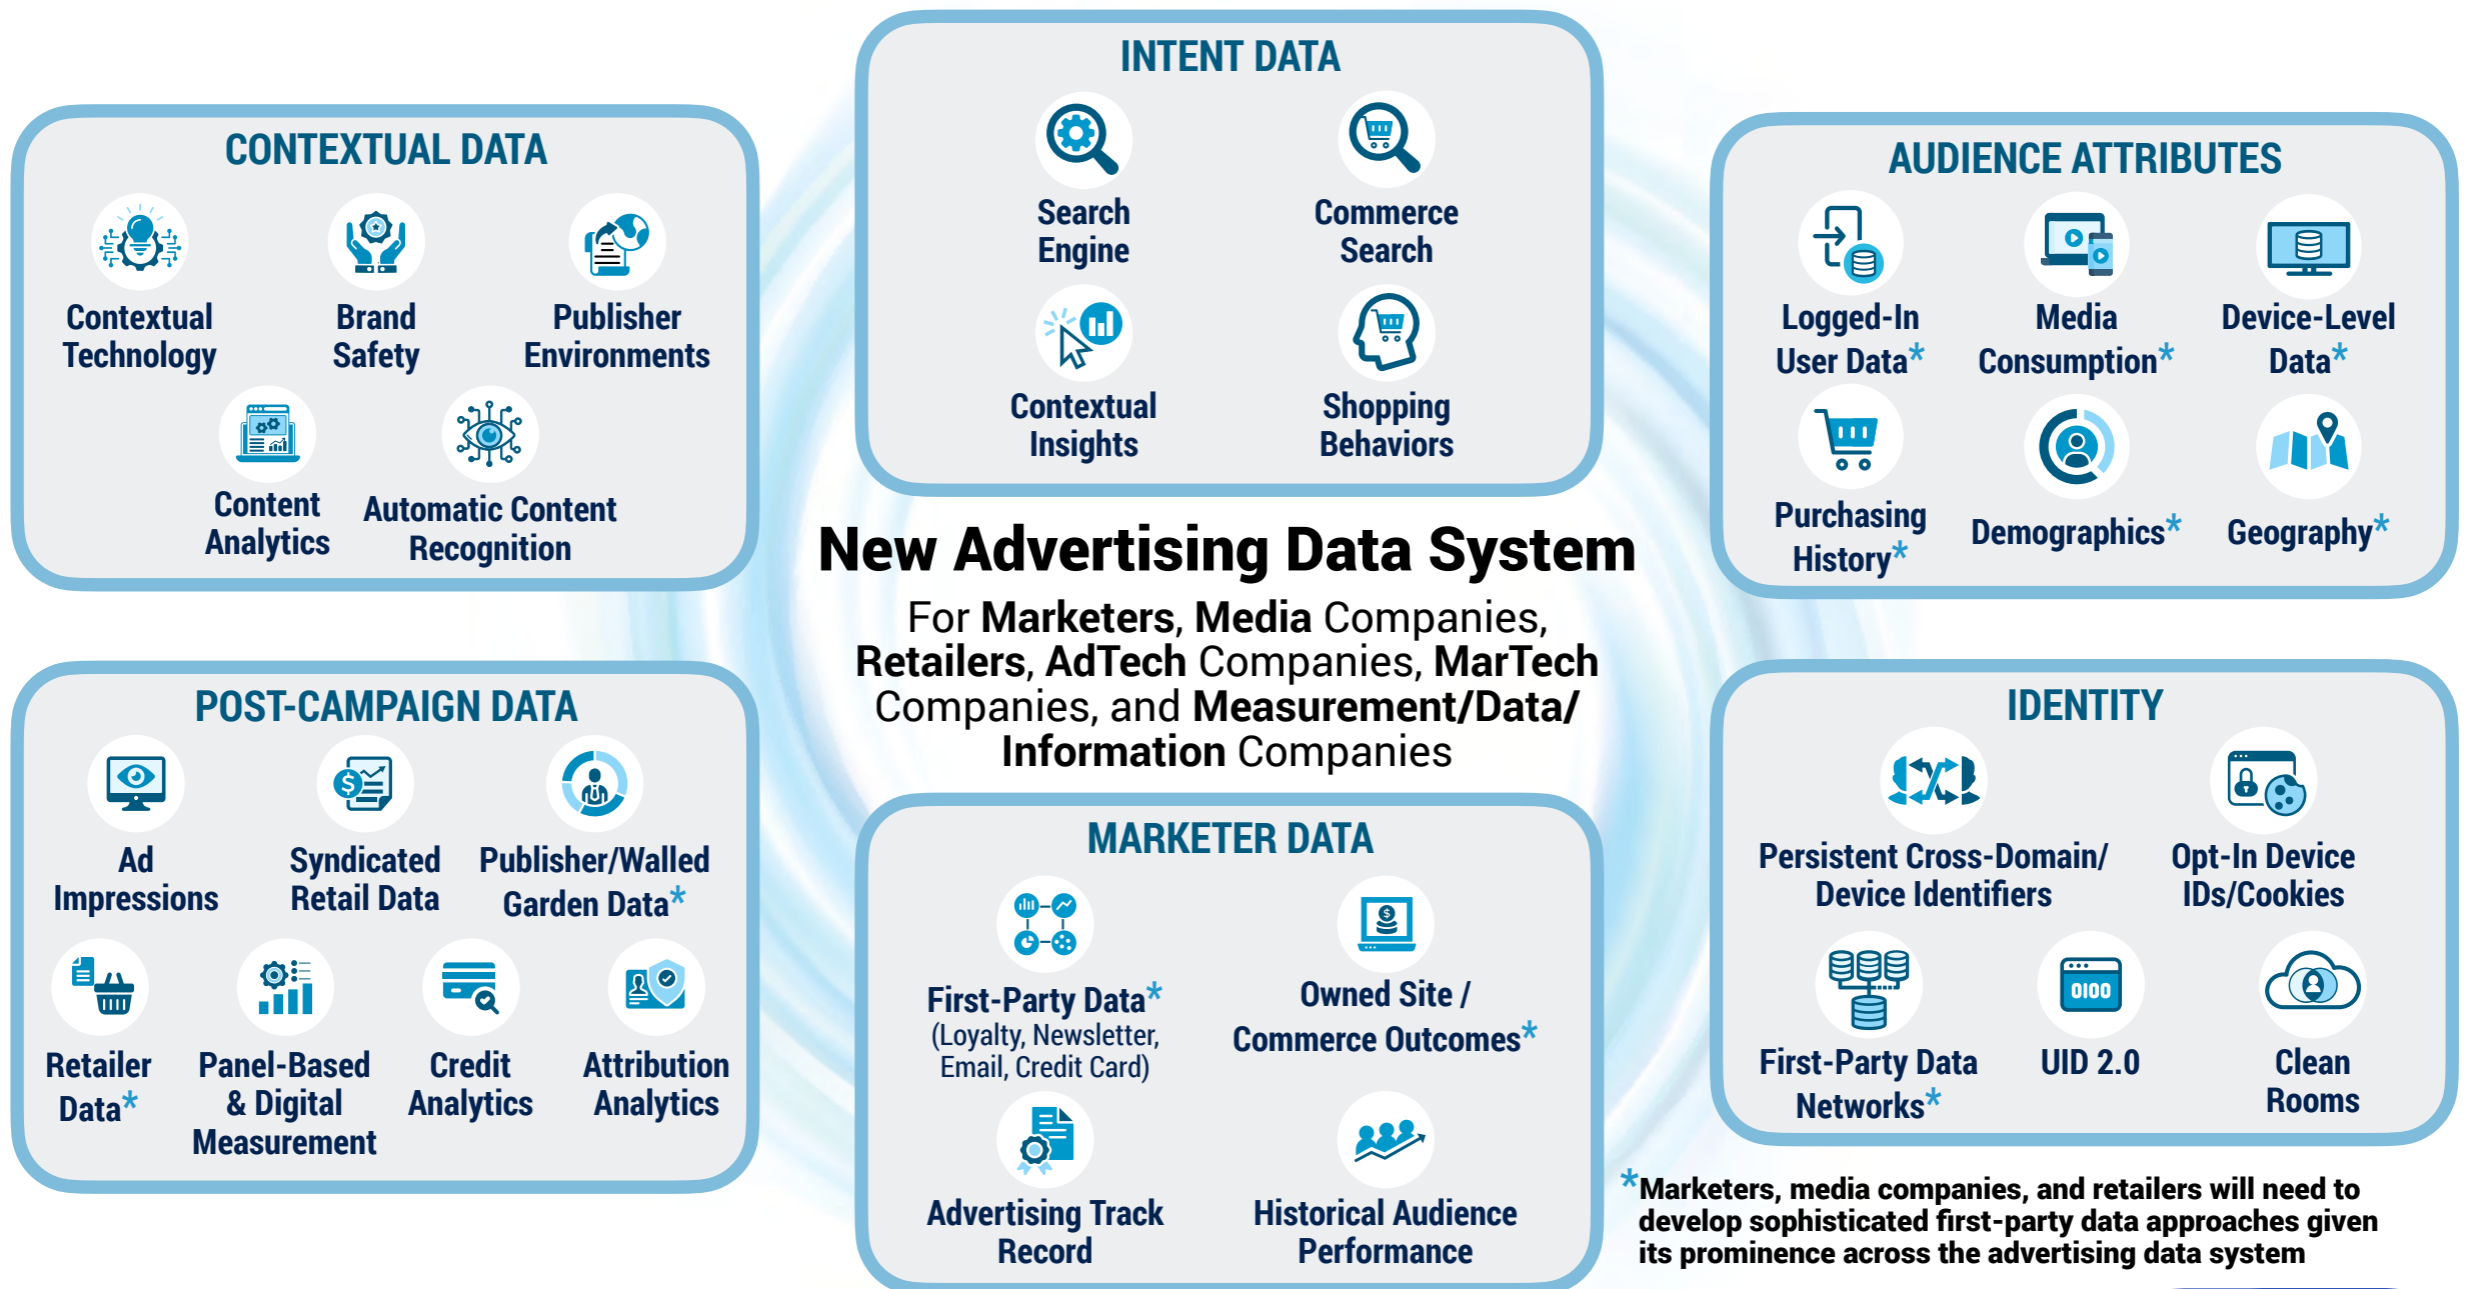 INTENT DATA
Search
Engine
Commerce
Search
Contextual
Insights
Shopping
Behaviors
CONTEXTUAL DATA
Contextual
Technology
Brand
Safety
Publisher
Environments
Content
Analytics
Automatic Content
Recognition
AUDIENCE ATTRIBUTES
Logged-In
User Data*
Media
Consumption*
Device-Level
Data*
Purchasing
History*
Demographics*
Geography*
New Advertising Data System
For Marketers, Media Companies,
Retailers, AdTech Companies, MarTech
Companies, and Measurement/Data/
Information Companies
POST-CAMPAIGN DATA
Ad
Impressions
Syndicated
Retail Data
Publisher/Walled
Garden Data*
Retailer
Data*
Panel-Based
& Digital
Measurement
Credit
Analytics
Attribution
Analytics
MARKETER DATA
First-Party Data*
(Loyalty, Newsletter,
Email, Credit Card)
Owned Site /
Commerce Outcomes*
Advertising Track
Record
Historical Audience
Performance
IDENTITY
Persistent Cross-Domain/
Device Identifiers
Opt-In Device
IDs/Cookies
First-Party Data
Networks*
0100
UID 2.0
Clean
Rooms
*Marketers, media companies, and retailers will need to
develop sophisticated first-party data approaches given
its prominence across the advertising data system